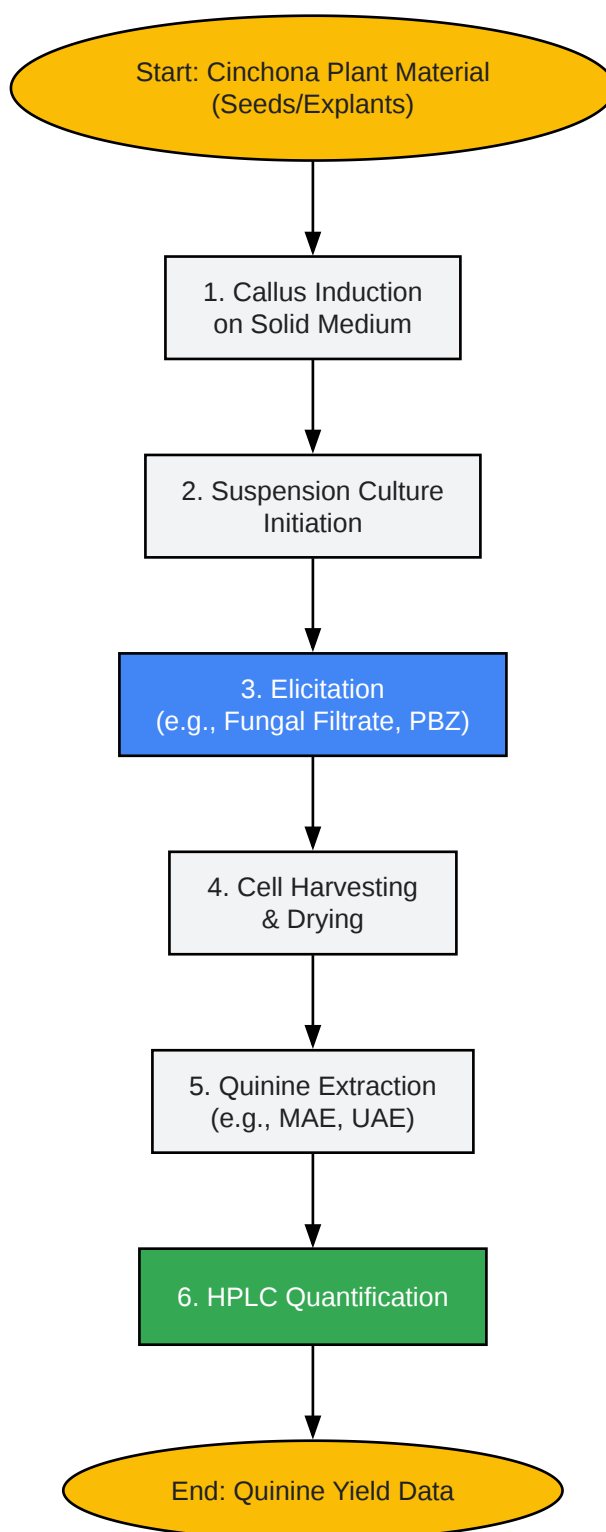 Start: Cinchona Plant Material
(Seeds/Explants)
1. Callus Induction
on Solid Medium
2. Suspension Culture
Initiation
3. Elicitation
(e.g., Fungal Filtrate, PBZ)
4. Cell Harvesting
& Drying
5. Quinine Extraction
(e.g., MAE, UAE)
6. HPLC Quantification
End: Quinine Yield Data